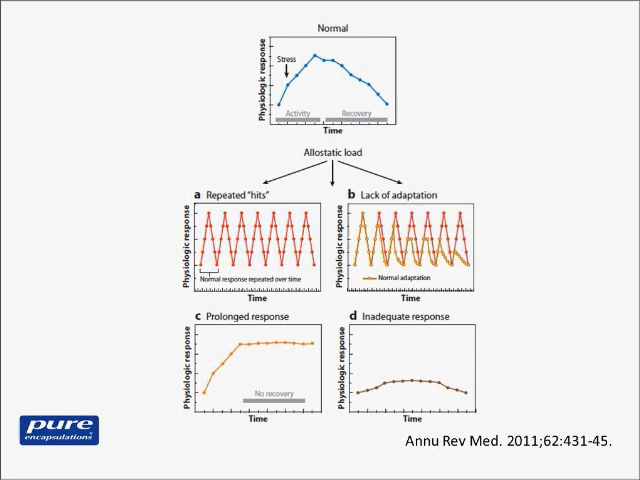 Normal
Physiologic response
Stress
Activity
Recovery
Time
Allostatic load
a Repeated "hits"
Physiologic response
Normal response repeated over time
Time
b Lack of adaptation
Physiologic response
Normal adaptation
Time
c Prolonged response
Physiologic response
No recovery
Time
d Inadequate response
Physiologic response
Time
pure
encapsulations®
Annu Rev Med. 2011;62:431-45.